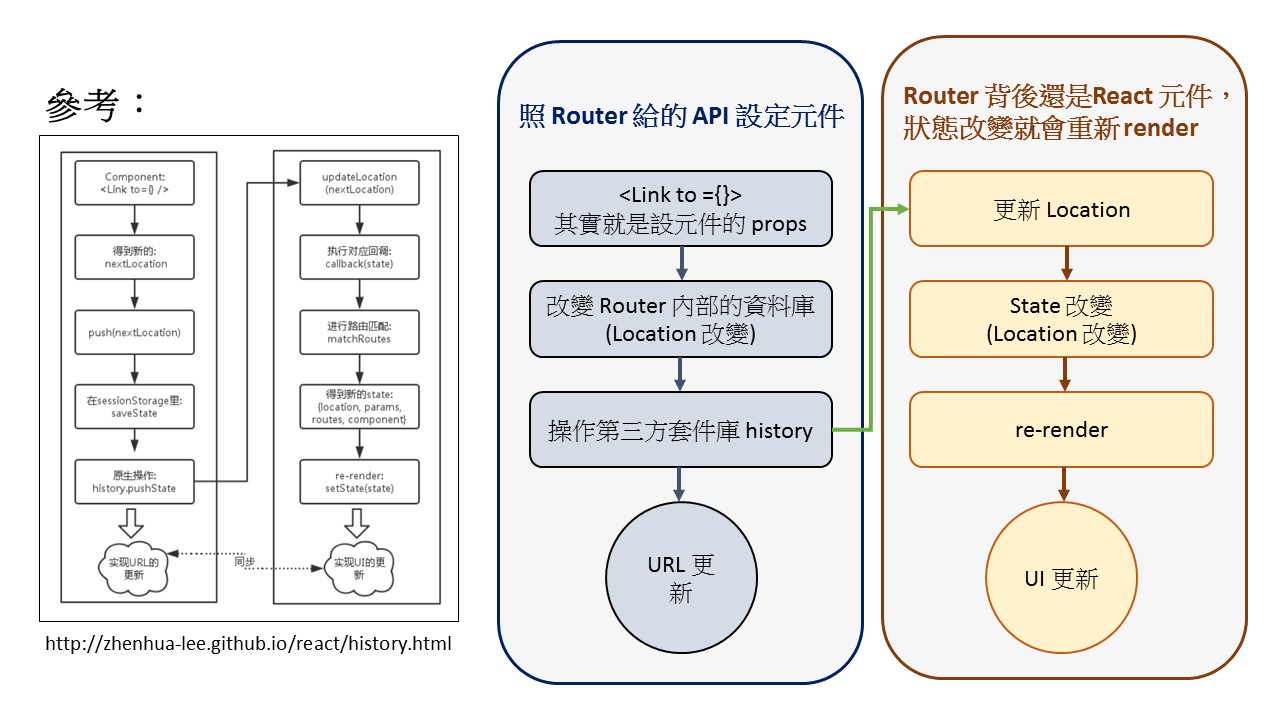 參考：
Component:
<Link to={} />
得到新的:
nextLocation
push(nextLocation)
在sessionStorage里:
saveState
原生操作:
history.pushState
实现URL的
更新
updateLocation
(nextLocation)
执行对应回调:
callback(state)
进行路由匹配:
matchRoutes
得到新的state:
{location, params,
routes, component}
re-render:
setState(state)
实现UI的更
新
同步
http://zhenhua-lee.github.io/react/history.html
照 Router 給的 API 設定元件
<Link to ={}>
其實就是設元件的 props
改變 Router 內部的資料庫
(Location 改變)
操作第三方套件庫 history
URL 更
新
Router 背後還是React 元件，
狀態改變就會重新 render
更新 Location
State 改變
(Location 改變)
re-render
UI 更新